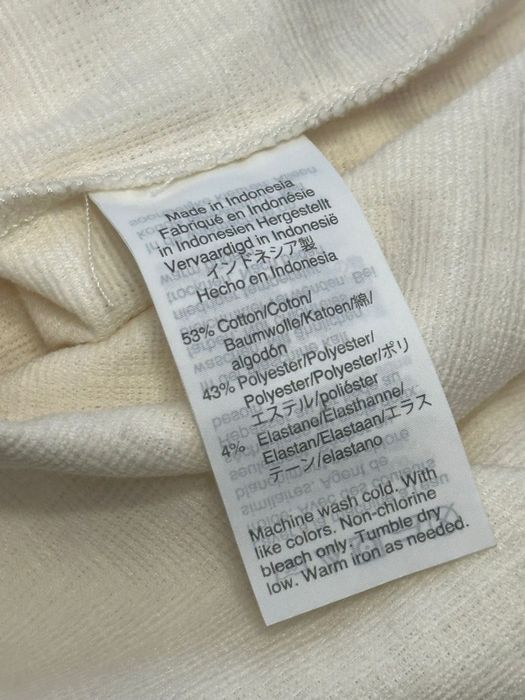 Made in Indonesia
Fabriqué en Indonésie
in Indonesien Hergestellt
Vervaardigd in Indonesië
インドネシア製
Hecho en Indonesia
53% Cotton/Coton/
Baumwolle/Katoen/綿/
algodón
43% Polyester/Polyester/
Polyester/Polyester/ポリ
エステル/poliéster
4% Elastane/Elasthanne/
Elastan/Elastaan/エラス
テーン/elastano
Machine wash cold. With
like colors. Non-chlorine
bleach only. Tumble dry
low. Warm iron as needed.